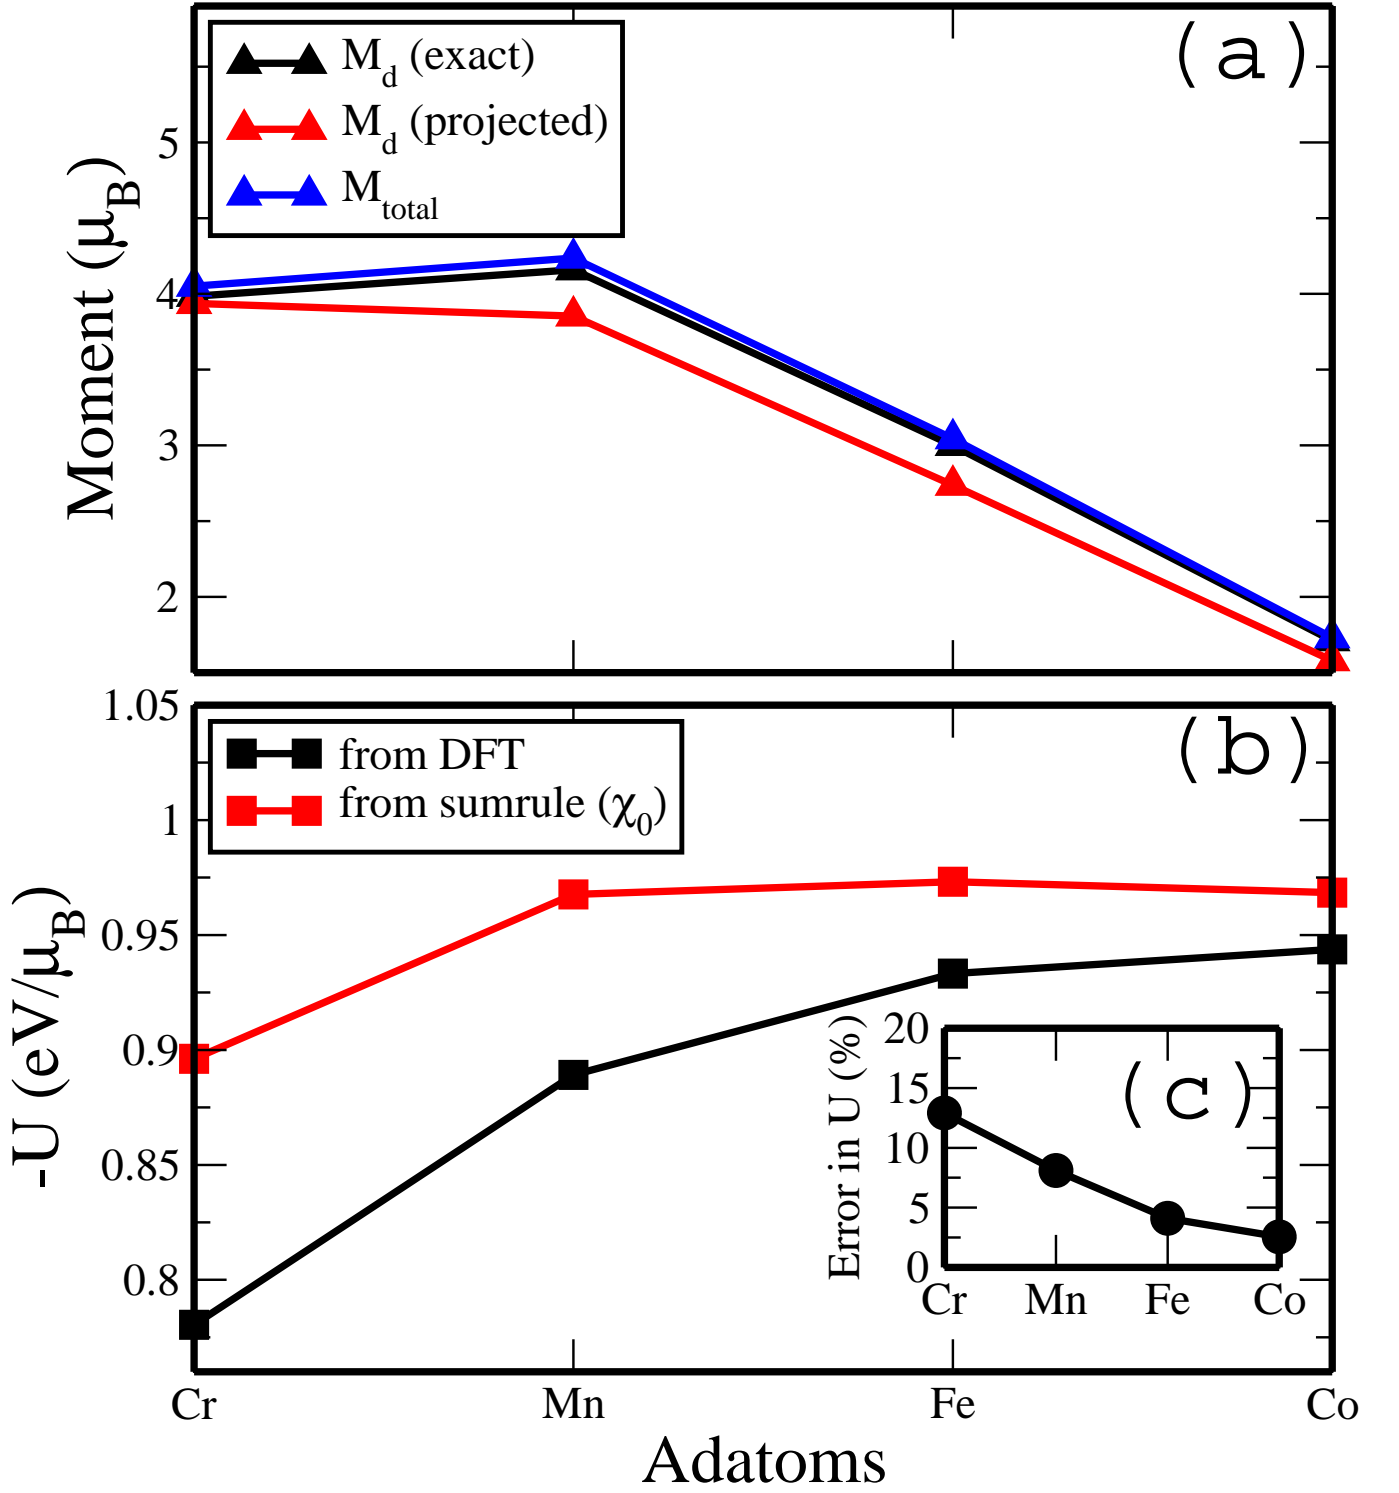 (a)
M_d (exact)
M_d (projected)
M_total
Moment (μ_B)
5
4
3
2
(b)
from DFT
from sumrule (χ_0)
-U (eV/μ_B)
1.05
1
0.95
0.9
0.85
0.8
(c)
Error in U (%)
20
15
10
5
0
Cr Mn Fe Co
Cr Mn Fe Co
Adatoms